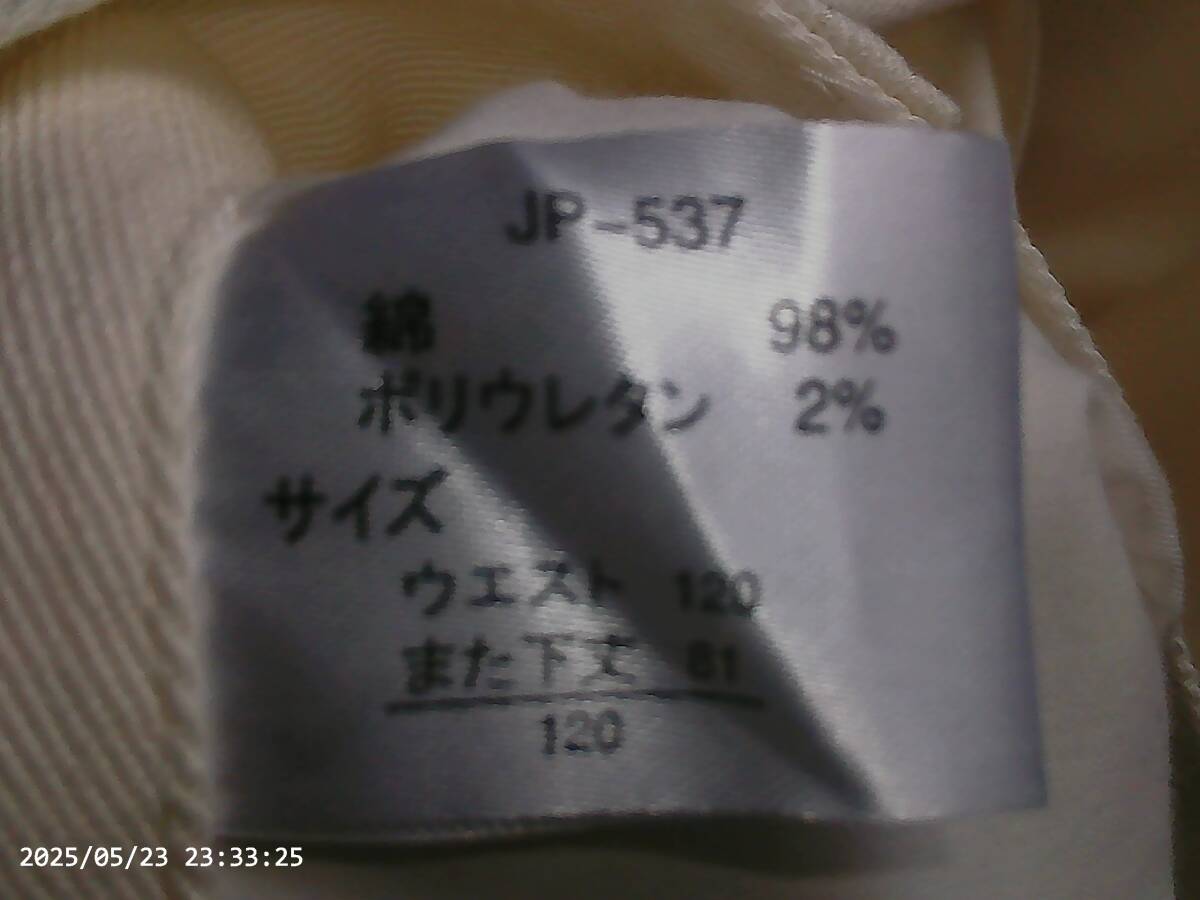 JP-537
綿 98%
ポリウレタン 2%
サイズ
ウエスト 120
また下丈 81
120
2025/05/23 23:33:25